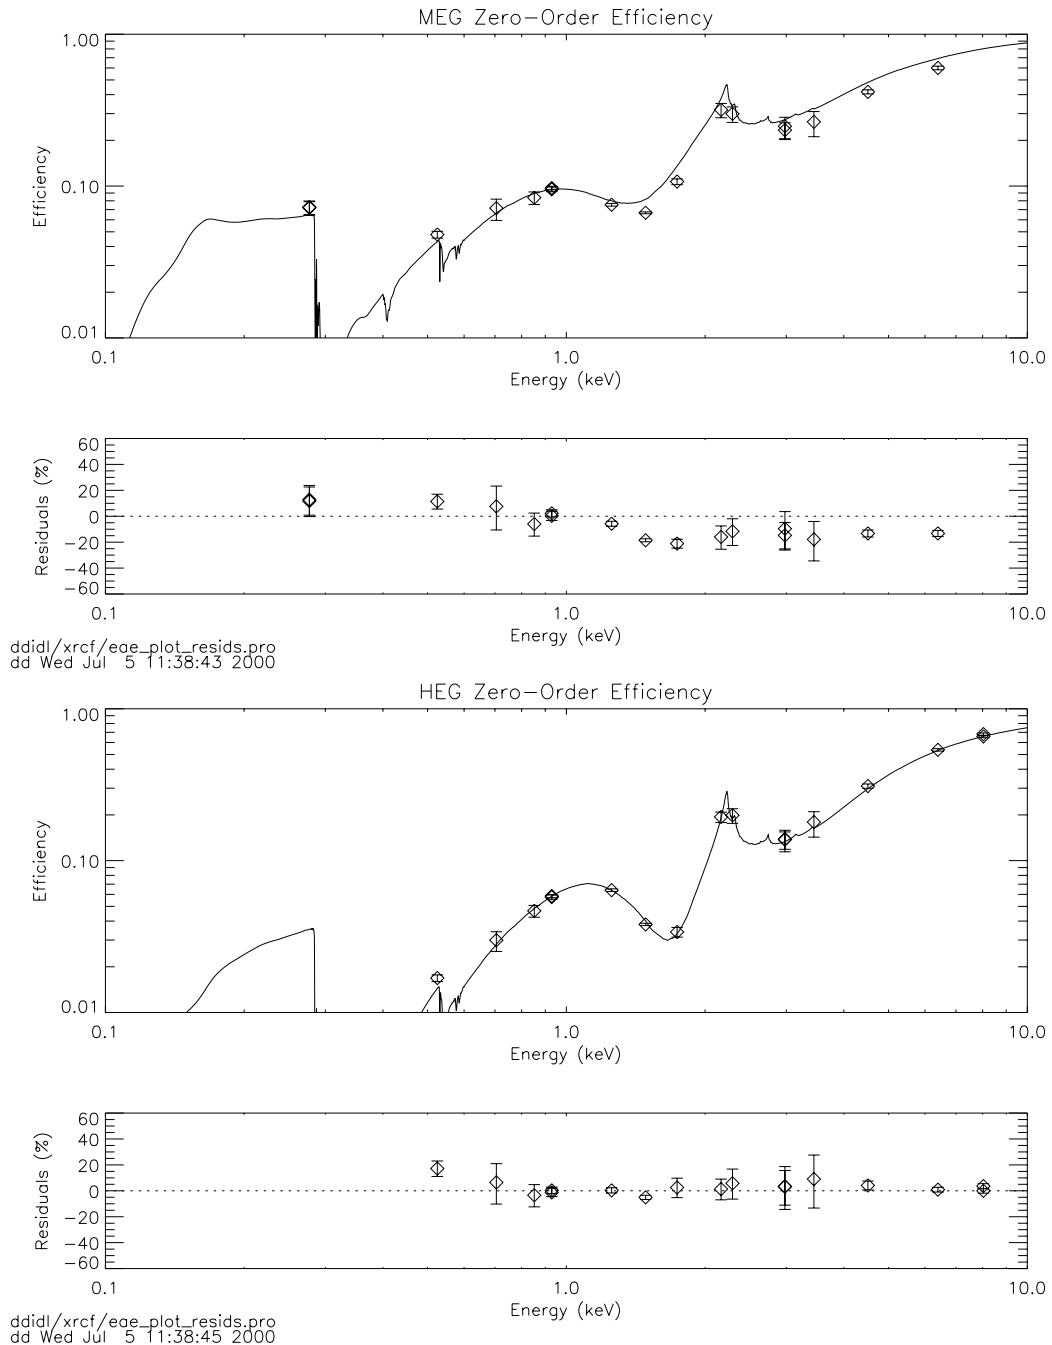 MEG Zero-Order Efficiency
1.00
0.10
0.01
Efficiency
0.1
1.0
10.0
Energy (keV)
60
40
20
0
-20
-40
-60
Residuals (%)
0.1
1.0
10.0
Energy (keV)
ddidl/xrcf/eae_plot_resids.pro
dd Wed Jul 5 11:38:43 2000
HEG Zero-Order Efficiency
1.00
0.10
0.01
Efficiency
0.1
1.0
10.0
Energy (keV)
60
40
20
0
-20
-40
-60
Residuals (%)
0.1
1.0
10.0
Energy (keV)
ddidl/xrcf/eae_plot_resids.pro
dd Wed Jul 5 11:38:45 2000